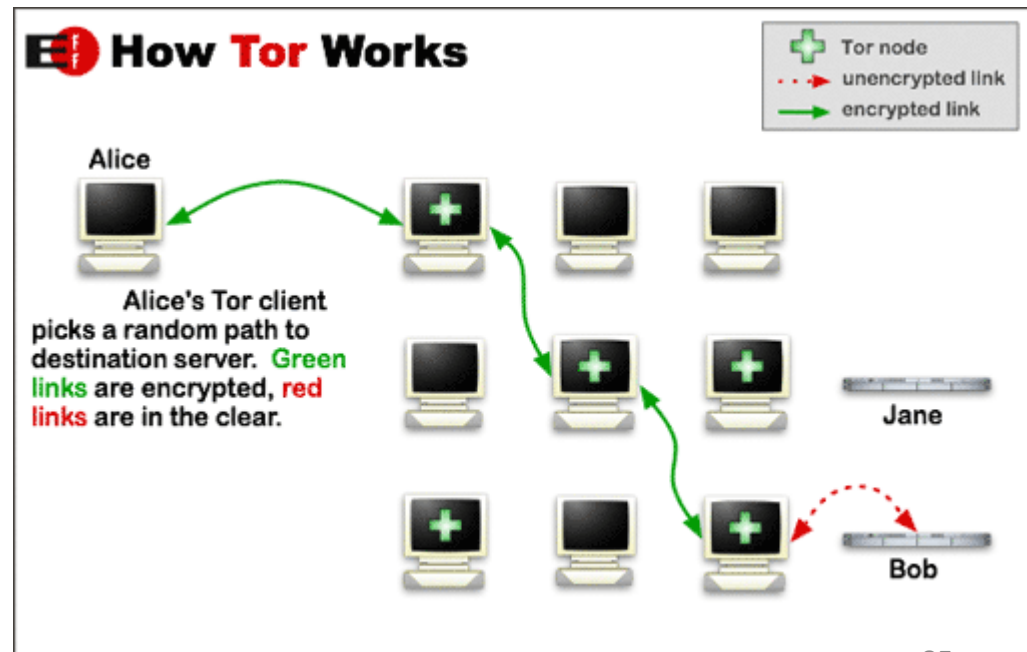 EFF How Tor Works
Tor node
unencrypted link
encrypted link
Alice
Alice's Tor client
picks a random path to
destination server. Green
links are encrypted, red
links are in the clear.
Jane
Bob